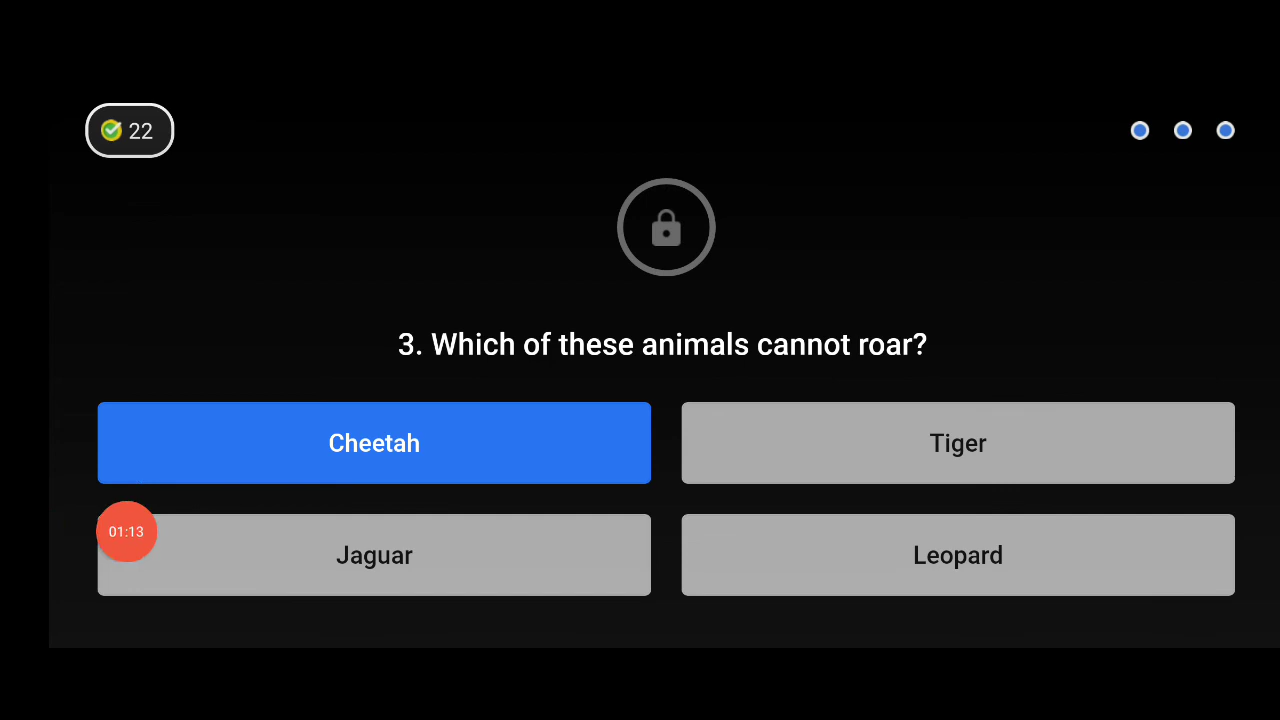 22
3. Which of these animals cannot roar?
Cheetah
Tiger
01:13
Jaguar
Leopard